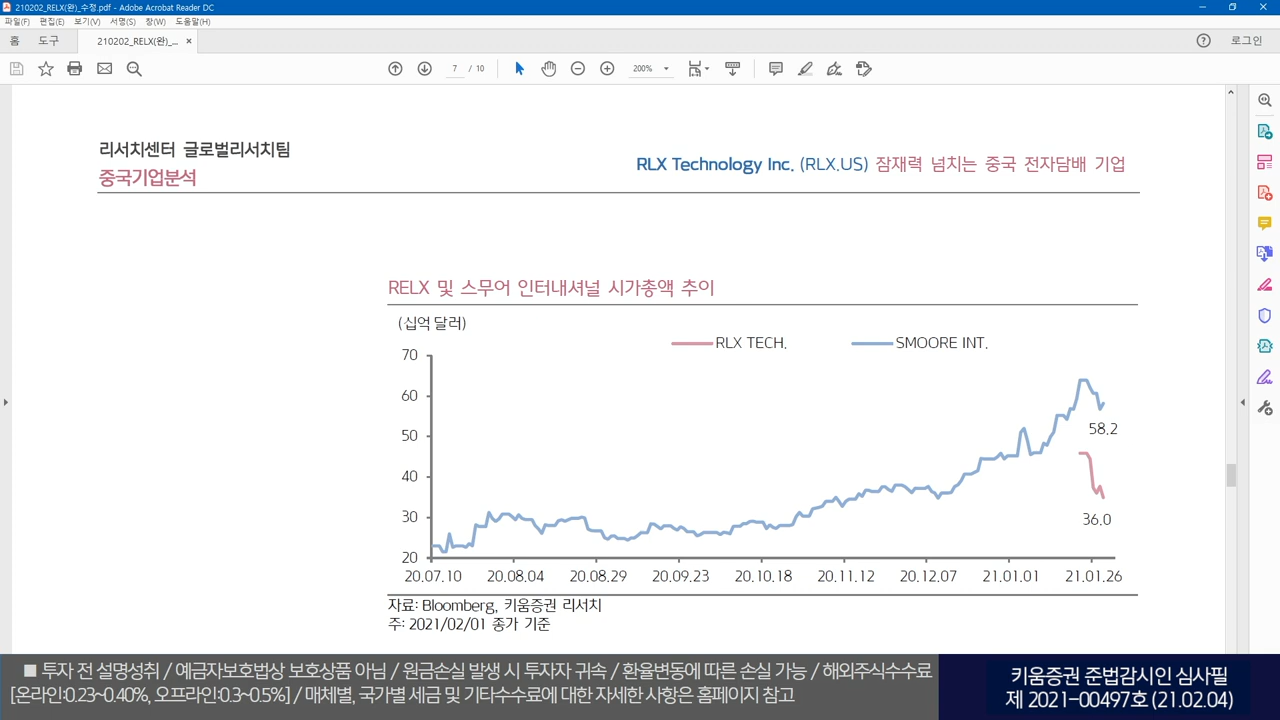 210202_RELX(완)_수정.pdf - Adobe Acrobat Reader DC
파일(F) 편집(E) 보기(V) 서명(S) 창(W) 도움말(H)
홈 도구 210202_RELX(완)_... × 로그인
7 / 10 200%
리서치센터 글로벌리서치팀
중국기업분석
RLX Technology Inc. (RLX.US) 잠재력 넘치는 중국 전자담배 기업
RELX 및 스무어 인터내셔널 시가총액 추이
(십억 달러)
RLX TECH. SMOORE INT.
70
60
50
40
30
20
58.2
36.0
20.07.10 20.08.04 20.08.29 20.09.23 20.10.18 20.11.12 20.12.07 21.01.01 21.01.26
자료: Bloomberg, 키움증권 리서치
주: 2021/02/01 종가 기준
■ 투자 전 설명성취 / 예금자보호법상 보호상품 아님 / 원금손실 발생 시 투자자 귀속 / 환율변동에 따른 손실 가능 / 해외주식수수료
[온라인:0.23~0.40%, 오프라인:0.3~0.5%] / 매체별, 국가별 세금 및 기타수수료에 대한 자세한 사항은 홈페이지 참고
키움증권 준법감시인 심사필
제 2021-00497호 (21.02.04)